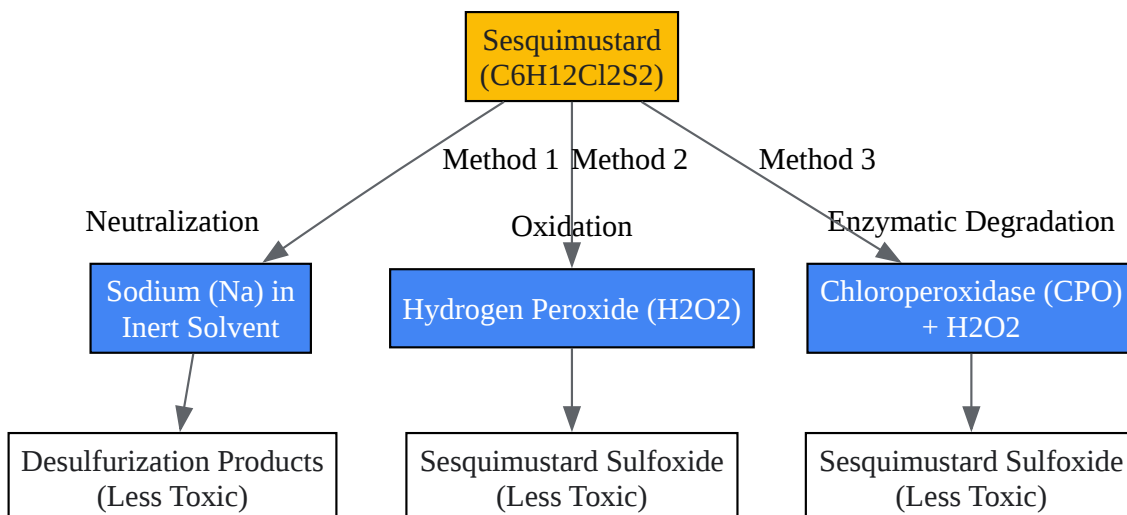 Sesquimustard
(C6H12Cl2S2)
Method 1
Method 2
Method 3
Neutralization
Oxidation
Enzymatic Degradation
Sodium (Na) in
Inert Solvent
Hydrogen Peroxide (H2O2)
Chloroperoxidase (CPO)
+ H2O2
Desulfurization Products
(Less Toxic)
Sesquimustard Sulfoxide
(Less Toxic)
Sesquimustard Sulfoxide
(Less Toxic)